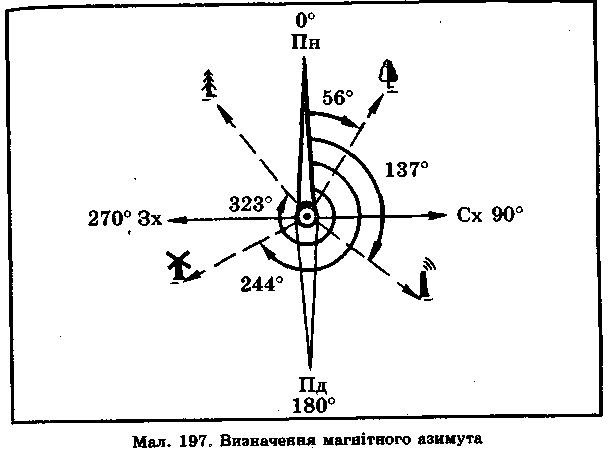 0°
Пн
56°
137°
323°
270° Зх
Сх 90°
244°
Пд
180°
Мал. 197. Визначення магнітного азимута